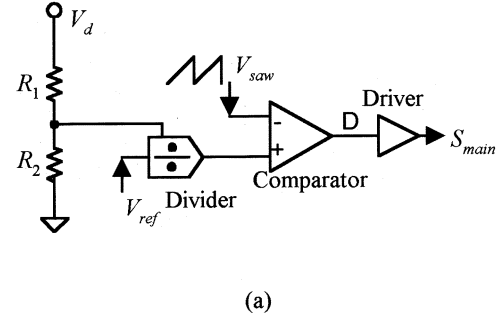 V_d
V_saw
R_1
Driver
D
S_main
R_2
-
+
Comparator
÷
Divider
V_ref
(a)